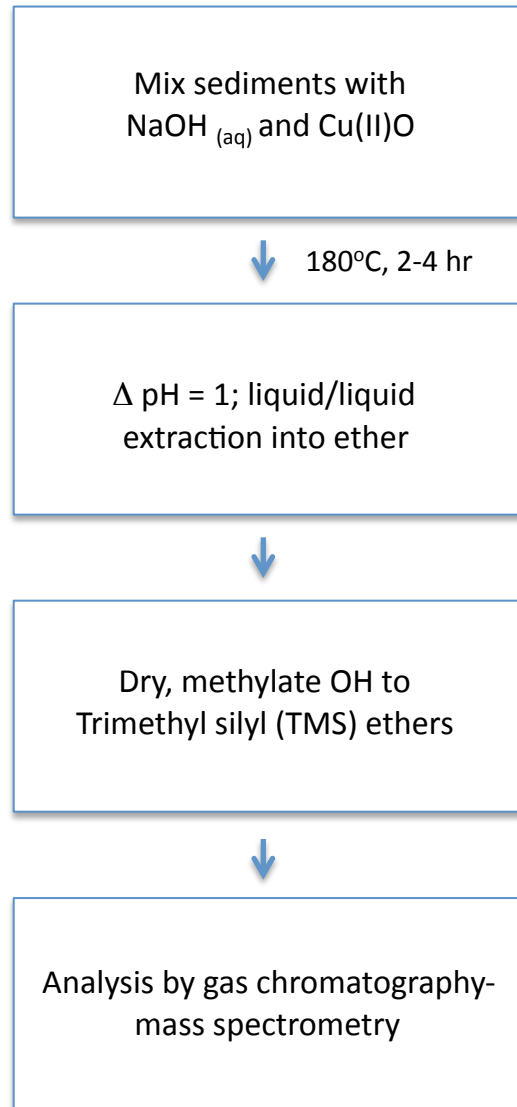 Mix sediments with
NaOH (aq) and Cu(II)O
180°C, 2-4 hr
Δ pH = 1; liquid/liquid
extraction into ether
Dry, methylate OH to
Trimethyl silyl (TMS) ethers
Analysis by gas chromatography-
mass spectrometry